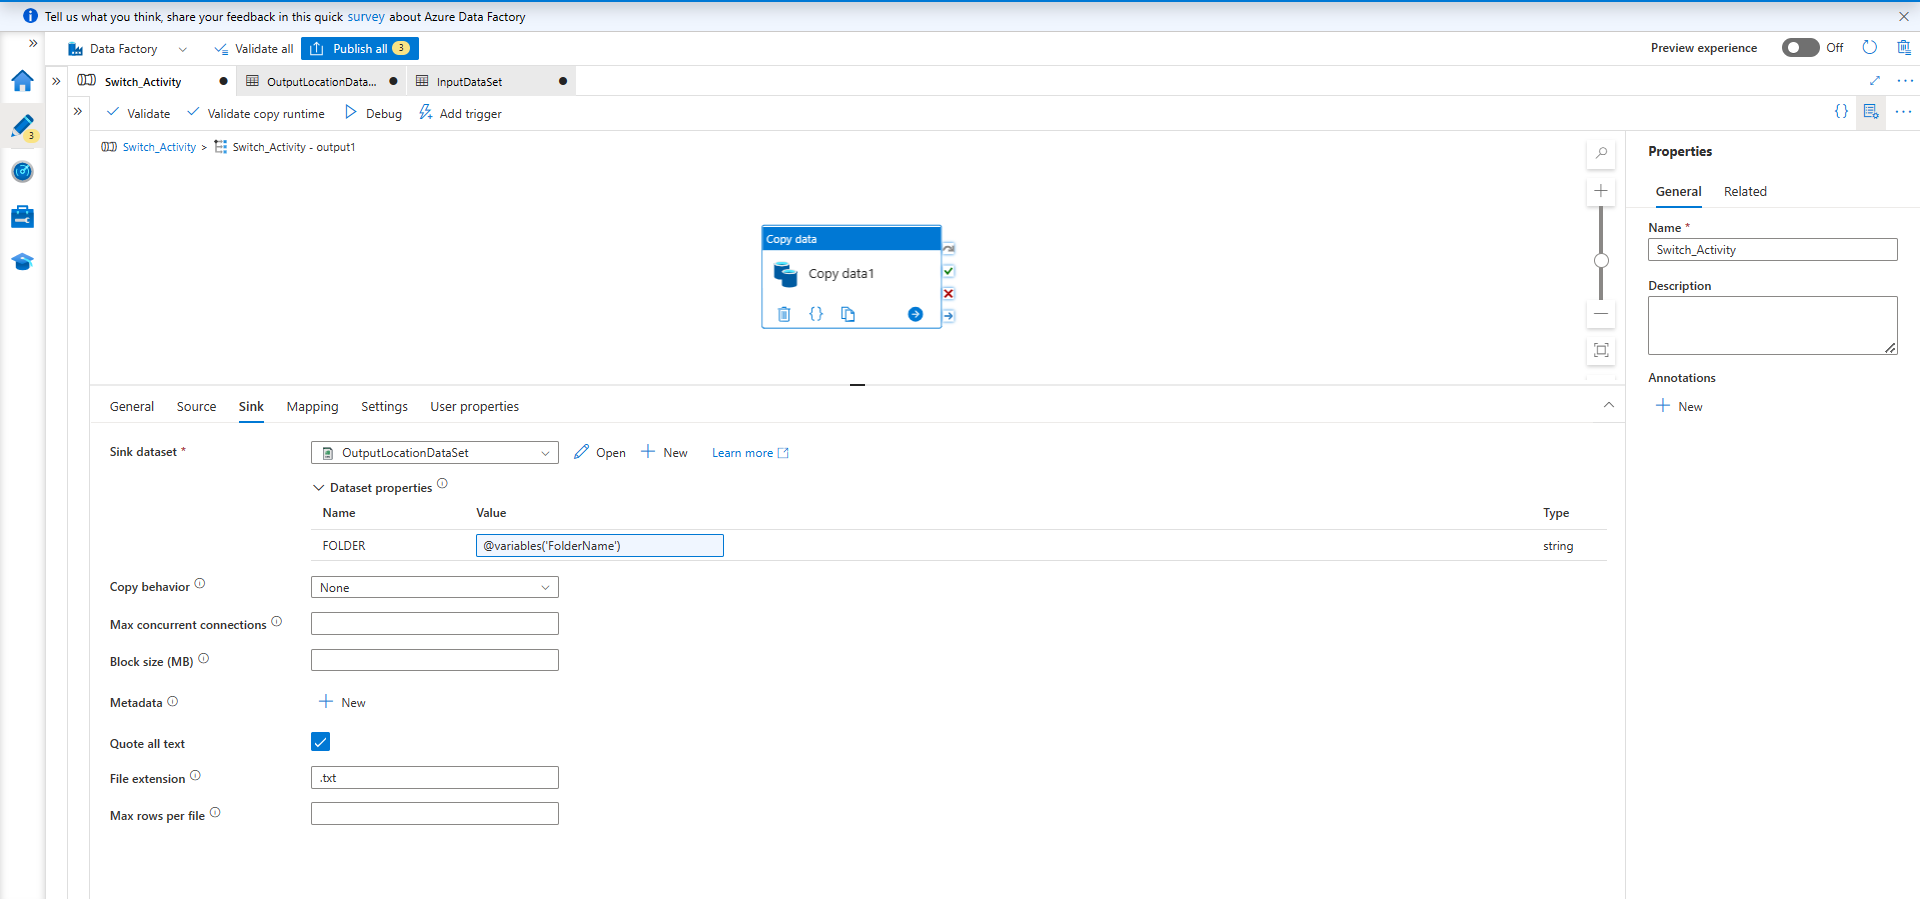 Tell us what you think, share your feedback in this quick survey about Azure Data Factory
Data Factory
Validate all
Publish all 3
Preview experience
Off
Switch_Activity
OutputLocationData...
InputDataSet
3
Validate
Validate copy runtime
Debug
Add trigger
Switch_Activity > Switch_Activity - output1
Copy data
Copy data1
Properties
General
Related
Name *
Switch_Activity
Description
Annotations
New
General
Source
Sink
Mapping
Settings
User properties
Sink dataset *
OutputLocationDataSet
Open
New
Learn more
Dataset properties
Name
Value
Type
FOLDER
@variables('FolderName')
string
Copy behavior
None
Max concurrent connections
Block size (MB)
Metadata
New
Quote all text
File extension
.txt
Max rows per file